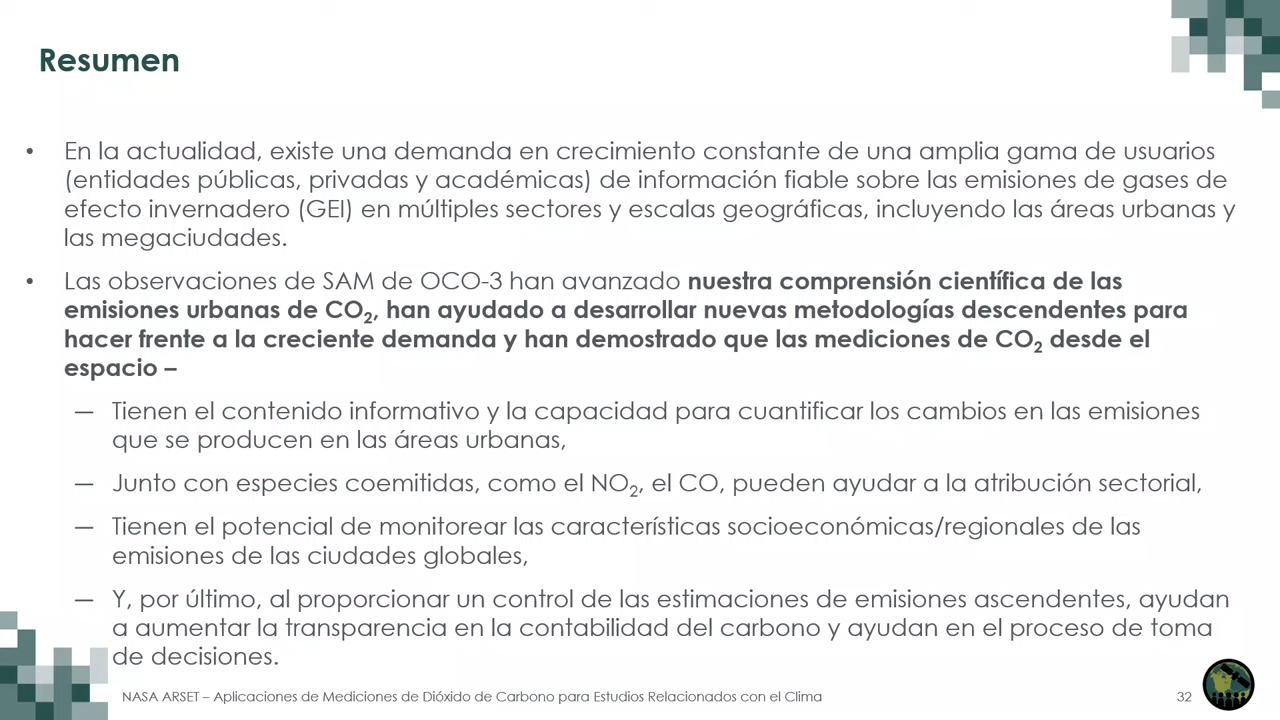 Resumen
• En la actualidad, existe una demanda en crecimiento constante de una amplia gama de usuarios
(entidades públicas, privadas y académicas) de información fiable sobre las emisiones de gases de
efecto invernadero (GEI) en múltiples sectores y escalas geográficas, incluyendo las áreas urbanas y
las megaciudades.
• Las observaciones de SAM de OCO-3 han avanzado nuestra comprensión científica de las
emisiones urbanas de CO₂, han ayudado a desarrollar nuevas metodologías descendentes para
hacer frente a la creciente demanda y han demostrado que las mediciones de CO₂ desde el
espacio –
— Tienen el contenido informativo y la capacidad para cuantificar los cambios en las emisiones
que se producen en las áreas urbanas,
— Junto con especies coemitidas, como el NO₂, el CO, pueden ayudar a la atribución sectorial,
— Tienen el potencial de monitorear las características socioeconómicas/regionales de las
emisiones de las ciudades globales,
— Y, por último, al proporcionar un control de las estimaciones de emisiones ascendentes, ayudan
a aumentar la transparencia en la contabilidad del carbono y ayudan en el proceso de toma
de decisiones.
NASA ARSET – Aplicaciones de Mediciones de Dióxido de Carbono para Estudios Relacionados con el Clima
32